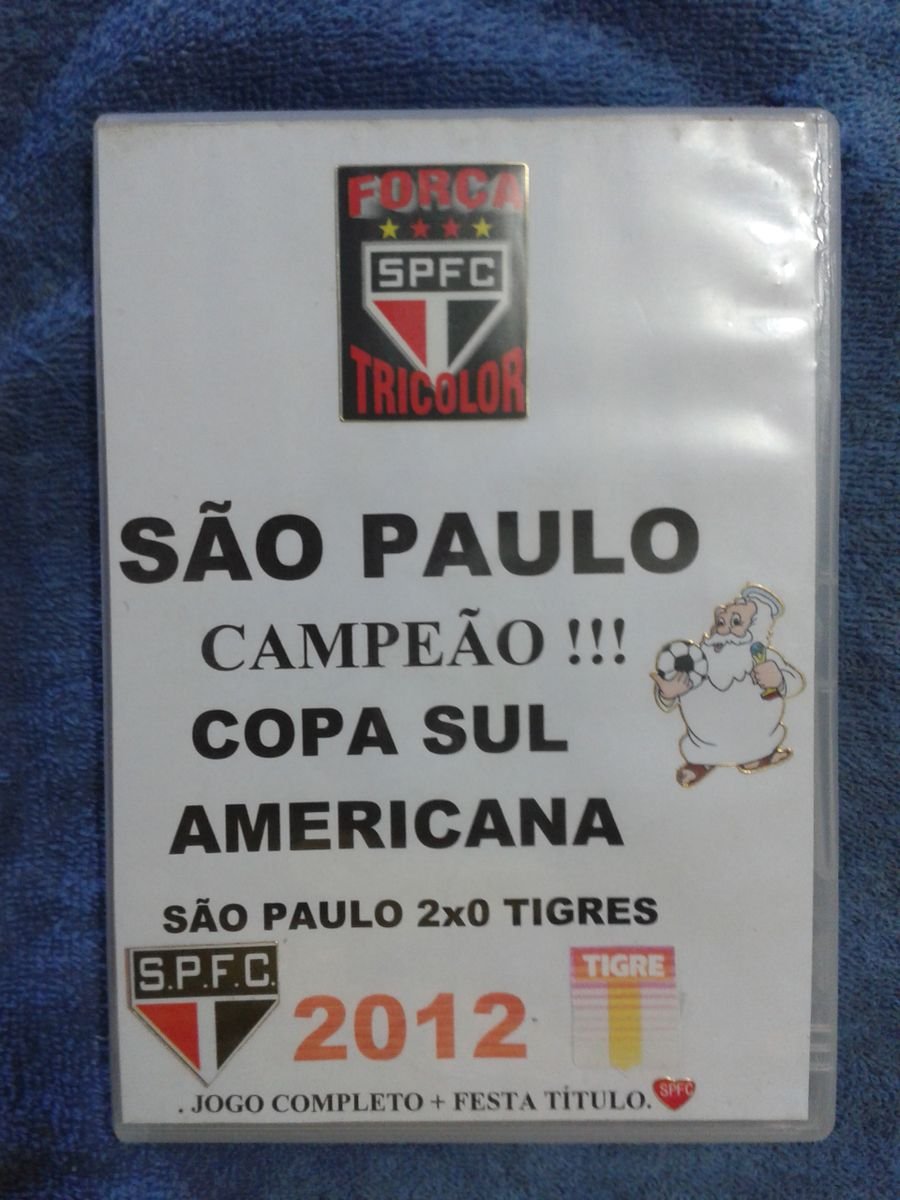 FORÇA
SPFC
TRICOLOR
SÃO PAULO
CAMPEÃO !!!
COPA SUL
AMERICANA
SÃO PAULO 2x0 TIGRES
S.P.F.C.
2012
TIGRE
. JOGO COMPLETO + FESTA TÍTULO.
SPFC